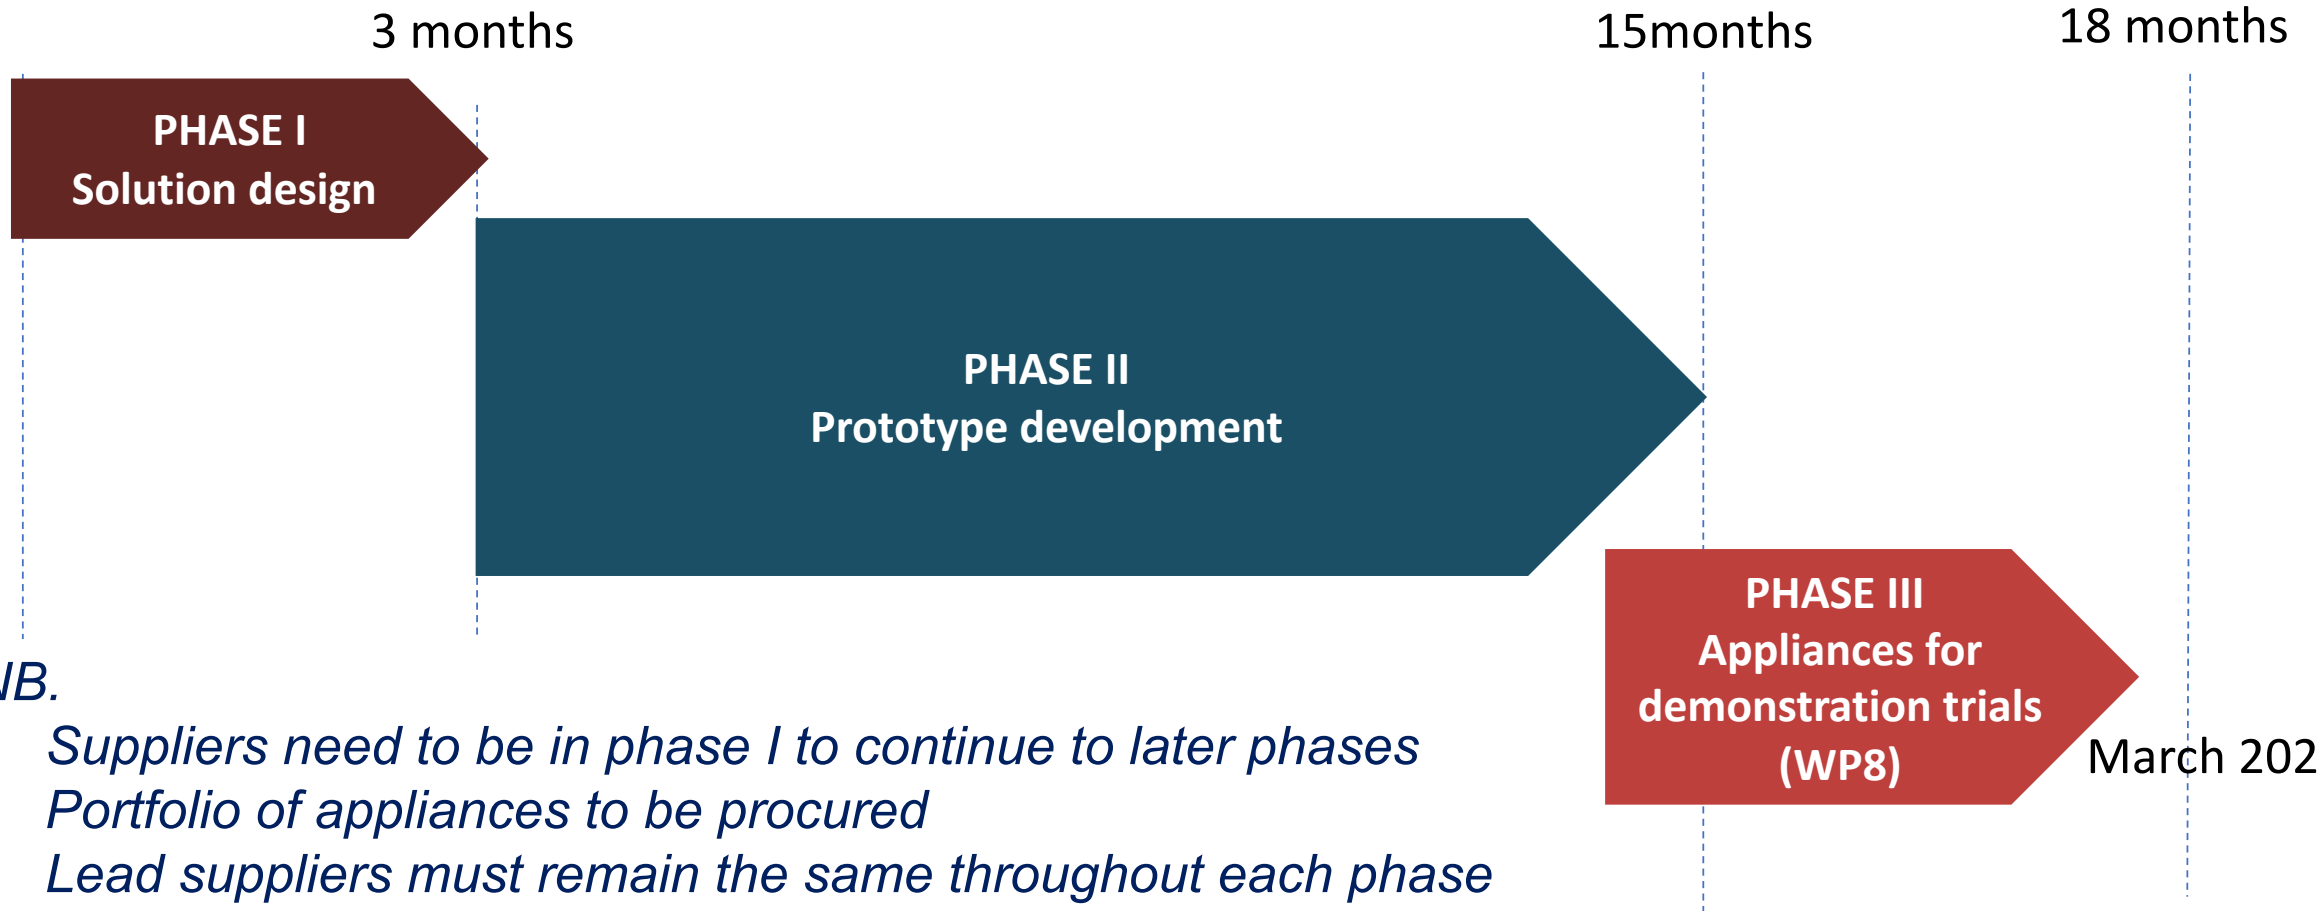 3 months
15months
18 months
PHASE I
Solution design
PHASE II
Prototype development
PHASE III
Appliances for
demonstration trials
(WP8)
March 202
NB.
Suppliers need to be in phase I to continue to later phases
Portfolio of appliances to be procured
Lead suppliers must remain the same throughout each phase